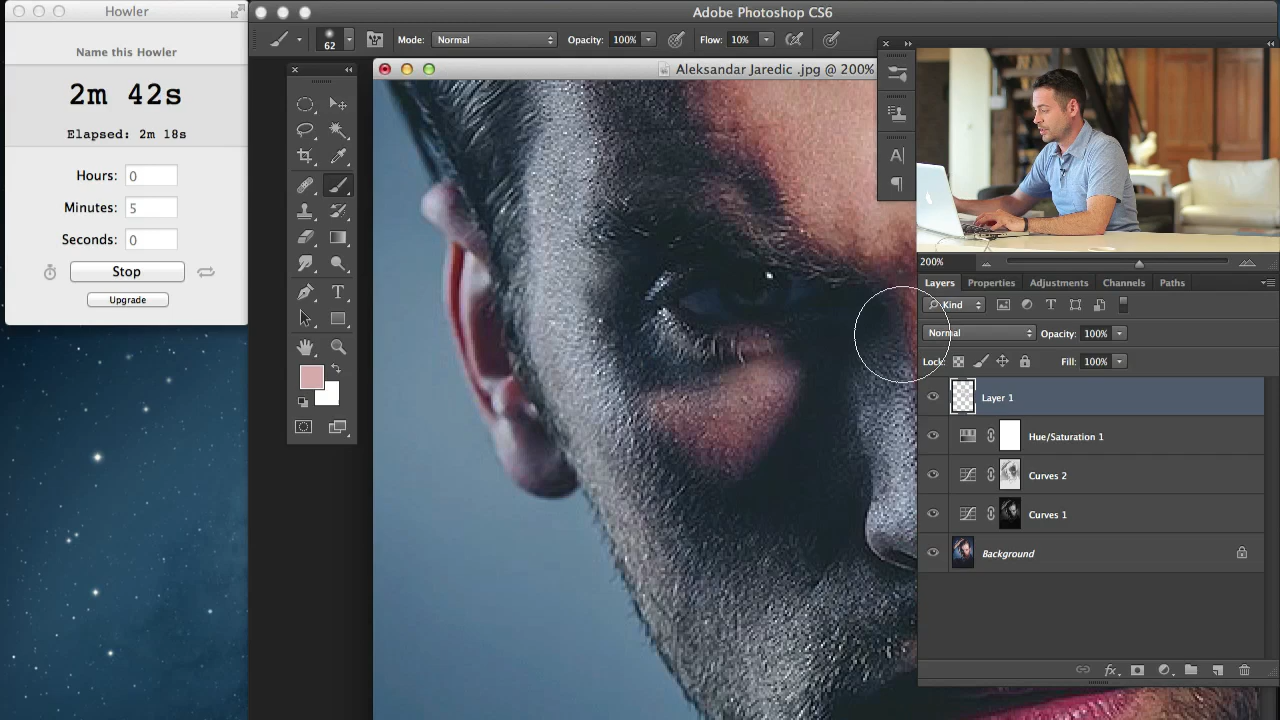 Howler
Adobe Photoshop CS6
Name this Howler
62
Mode: Normal
Opacity: 100%
Flow: 10%
2m 42s
Elapsed: 2m 18s
Aleksandar Jaredic .jpg @ 200%
Hours: 0
Minutes: 5
Seconds: 0
Stop
Upgrade
A
T
200%
Layers
Properties
Adjustments
Channels
Paths
Kind
T
Normal
Opacity: 100%
Lock:
Fill: 100%
Layer 1
Hue/Saturation 1
Curves 2
Curves 1
Background
fx